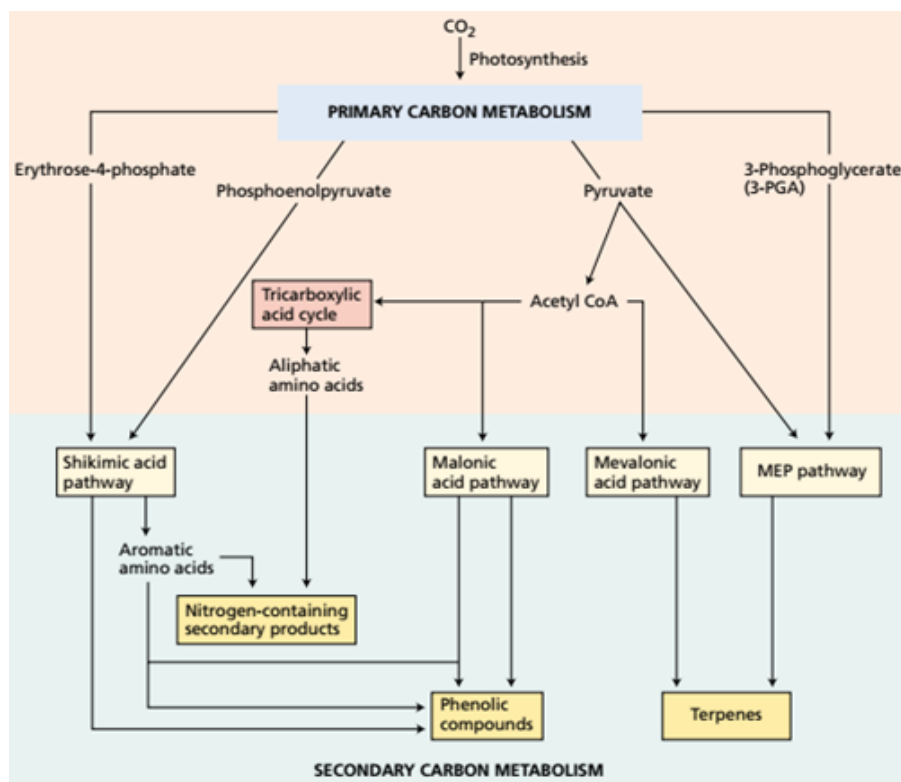 CO2
Photosynthesis
PRIMARY CARBON METABOLISM
Erythrose-4-phosphate
Phosphoenolpyruvate
Pyruvate
3-Phosphoglycerate
(3-PGA)
Tricarboxylic
acid cycle
Acetyl CoA
Aliphatic
amino acids
Shikimic acid
pathway
Malonic
acid pathway
Mevalonic
acid pathway
MEP pathway
Aromatic
amino acids
Nitrogen-containing
secondary products
Phenolic
compounds
Terpenes
SECONDARY CARBON METABOLISM